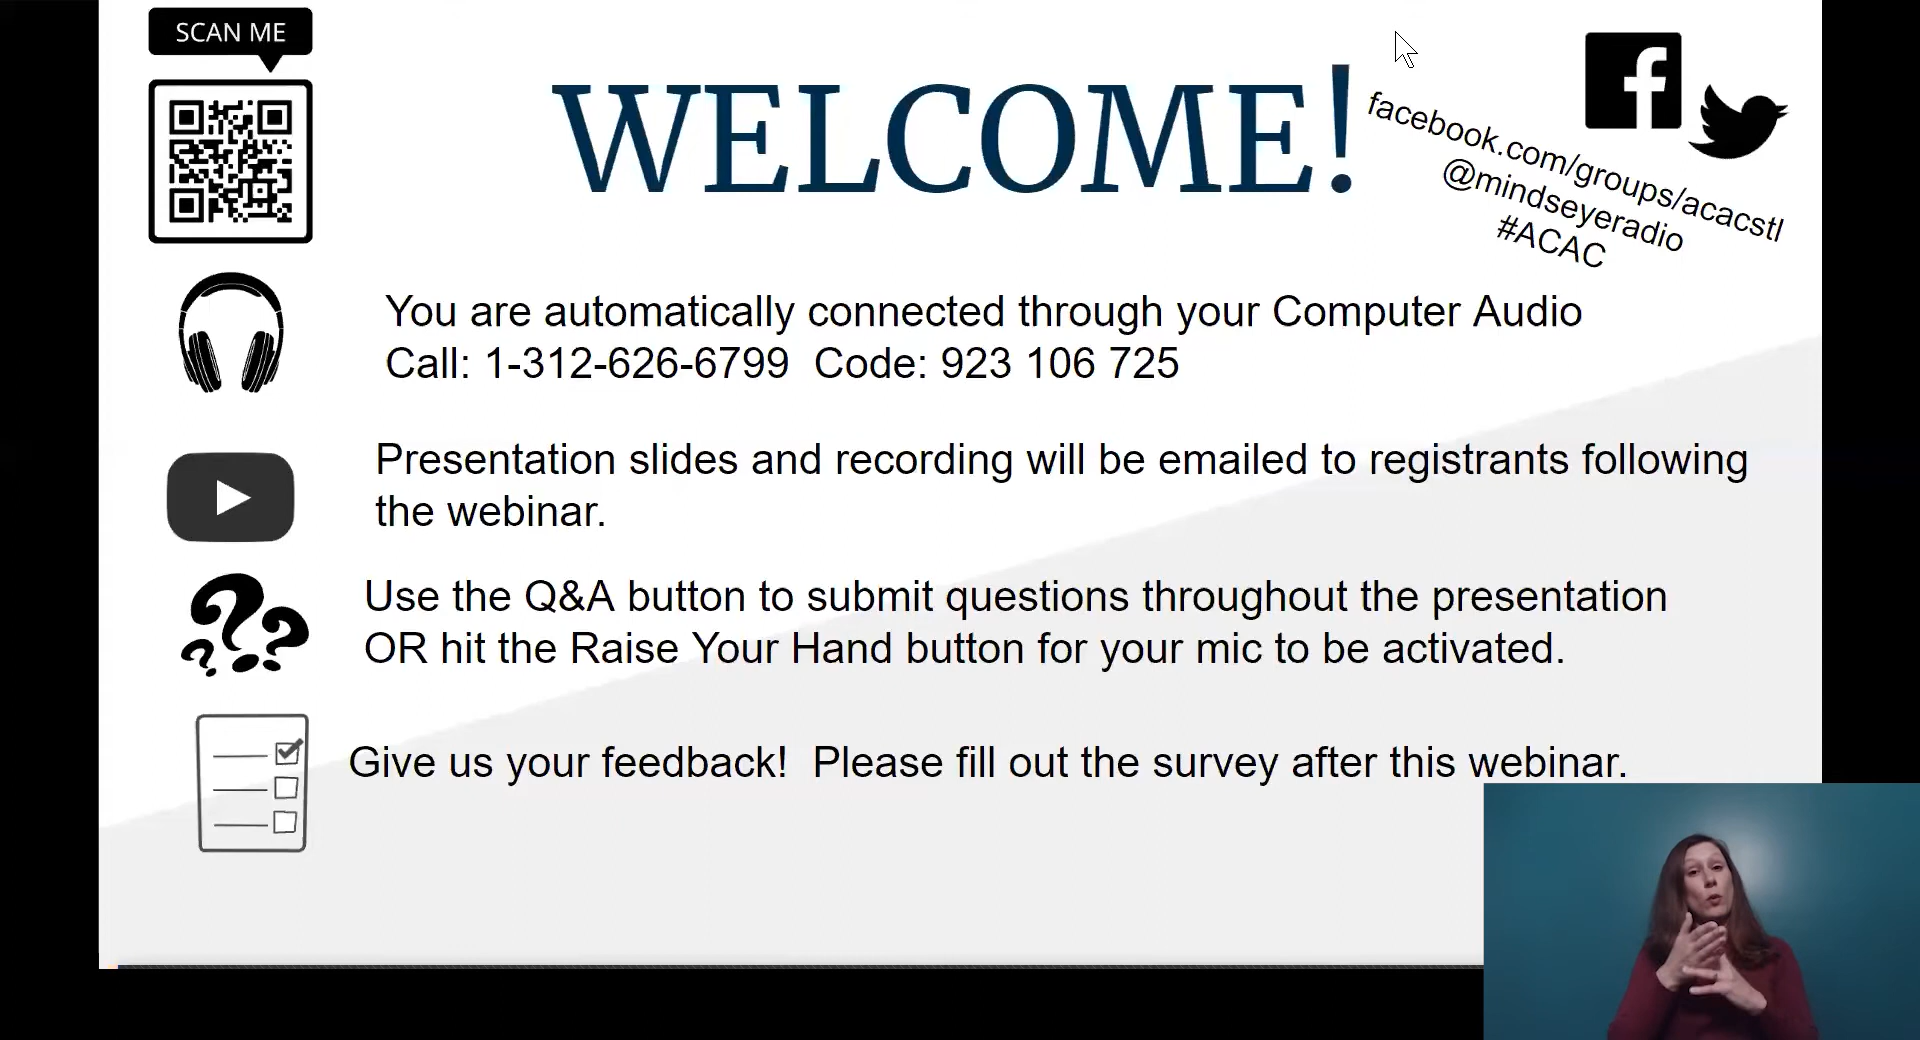 SCAN ME
WELCOME!
facebook.com/groups/acacstl
@mindseyeradio
#ACAC
You are automatically connected through your Computer Audio
Call: 1-312-626-6799  Code: 923 106 725
Presentation slides and recording will be emailed to registrants following
the webinar.
Use the Q&A button to submit questions throughout the presentation
OR hit the Raise Your Hand button for your mic to be activated.
Give us your feedback!  Please fill out the survey after this webinar.